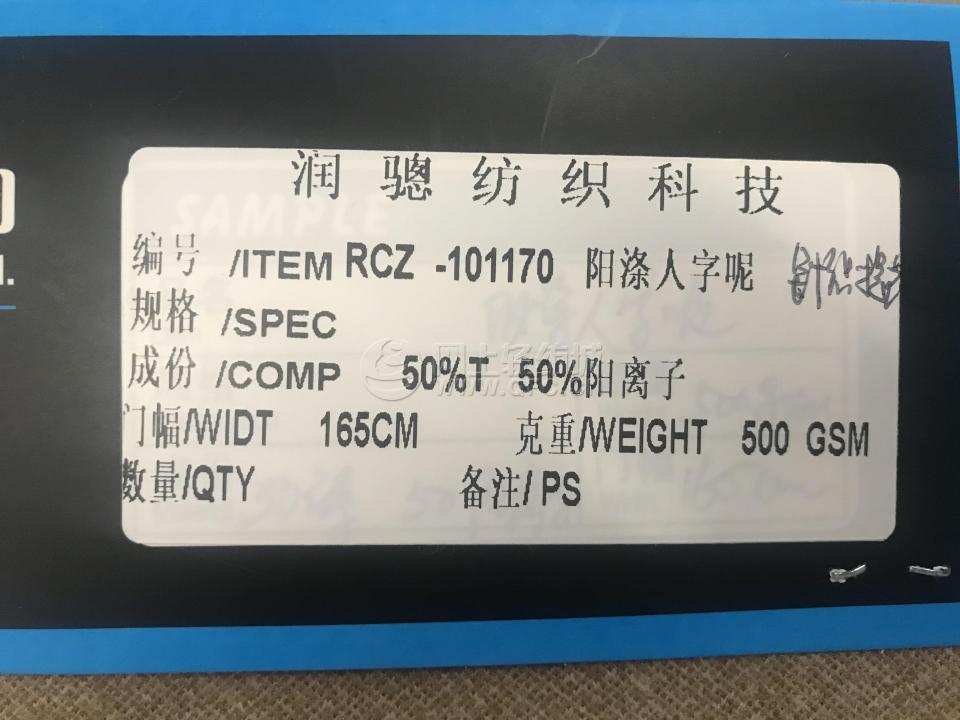 润骢纺织科技
编号/ITEM RCZ -101170 阳涤人字呢
规格/SPEC
成份/COMP 50%T 50%阳离子
门幅/WIDT 165CM 克重/WEIGHT 500 GSM
数量/QTY 备注/PS